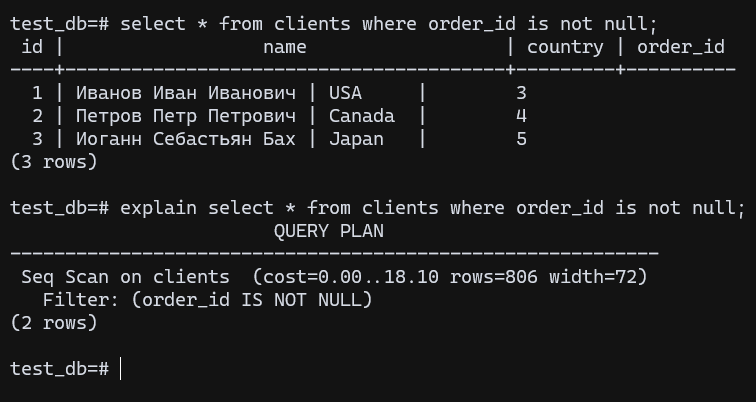 test_db=# select * from clients where order_id is not null;
 id |                  name                  | country | order_id
----+----------------------------------------+---------+----------
  1 | Иванов Иван Иванович | USA     |        3
  2 | Петров Петр Петрович | Canada  |        4
  3 | Иоганн Себастьян Бах | Japan   |        5
(3 rows)

test_db=# explain select * from clients where order_id is not null;
                        QUERY PLAN
-----------------------------------------------------------
 Seq Scan on clients  (cost=0.00..18.10 rows=806 width=72)
   Filter: (order_id IS NOT NULL)
(2 rows)

test_db=#